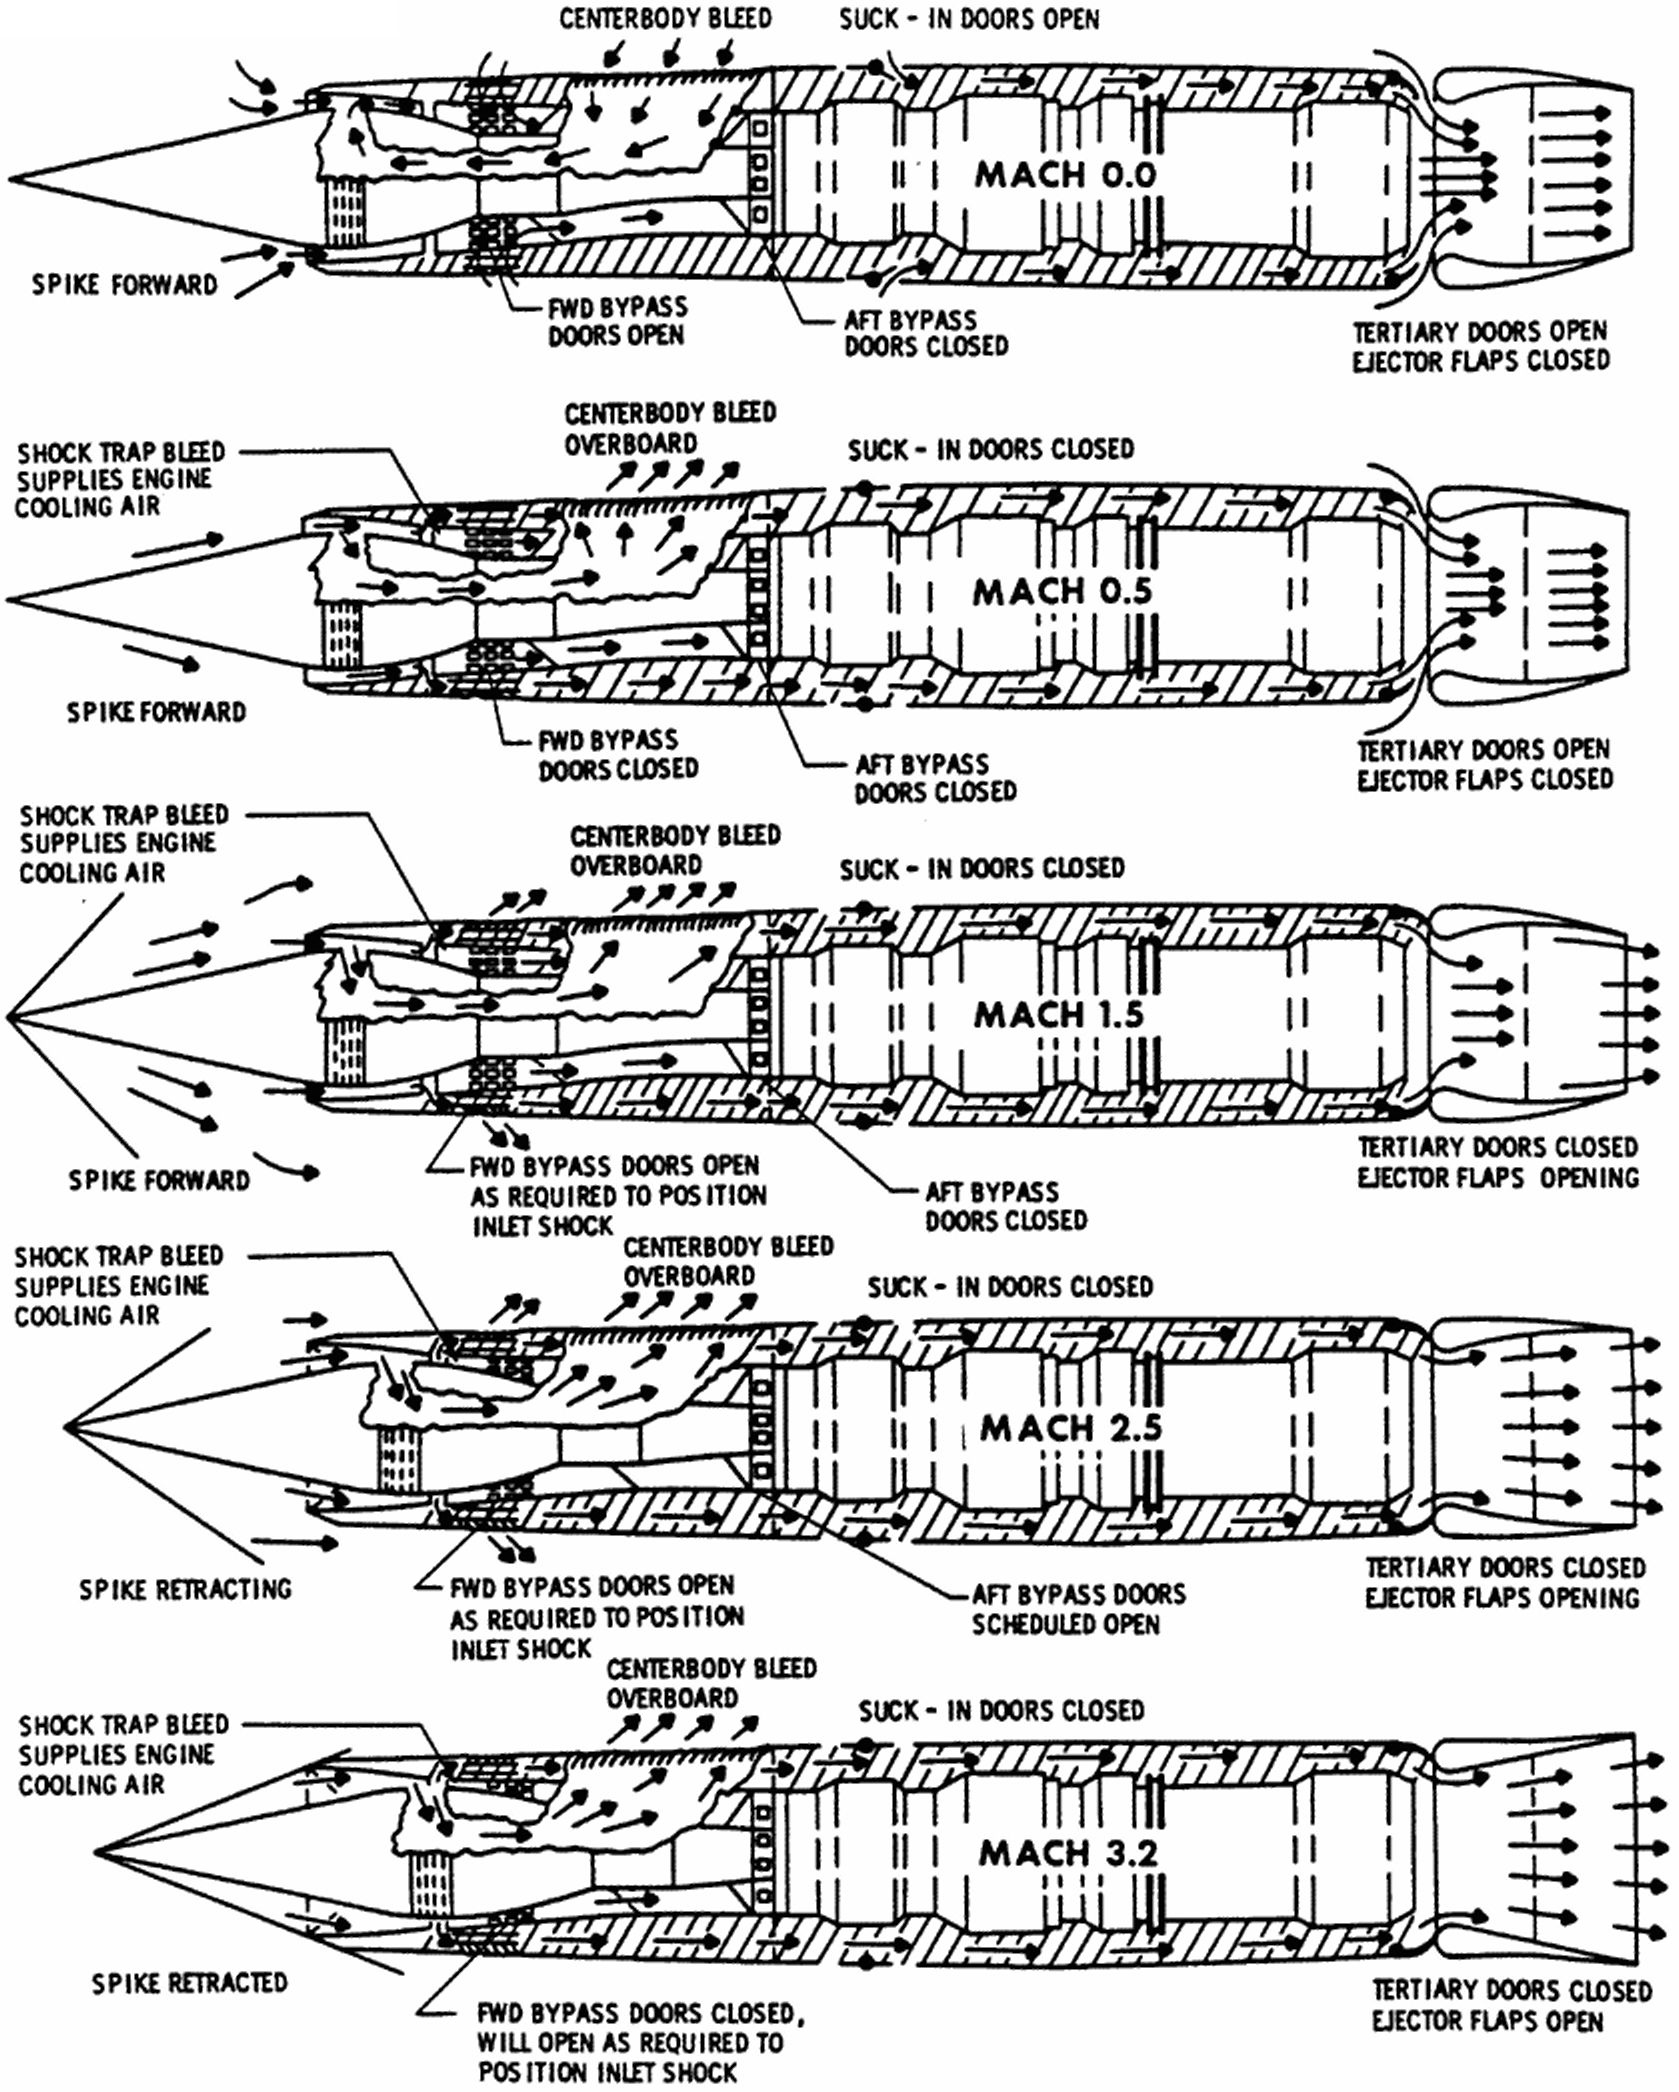 CENTERBODY BLEED
SUCK - IN DOORS OPEN
MACH 0.0
SPIKE FORWARD
FWD BYPASS
DOORS OPEN
AFT BYPASS
DOORS CLOSED
TERTIARY DOORS OPEN
EJECTOR FLAPS CLOSED
SHOCK TRAP BLEED
SUPPLIES ENGINE
COOLING AIR
CENTERBODY BLEED
OVERBOARD
SUCK - IN DOORS CLOSED
MACH 0.5
SPIKE FORWARD
FWD BYPASS
DOORS CLOSED
AFT BYPASS
DOORS CLOSED
TERTIARY DOORS OPEN
EJECTOR FLAPS CLOSED
SHOCK TRAP BLEED
SUPPLIES ENGINE
COOLING AIR
CENTERBODY BLEED
OVERBOARD
SUCK - IN DOORS CLOSED
MACH 1.5
SPIKE FORWARD
FWD BYPASS DOORS OPEN
AS REQUIRED TO POSITION
INLET SHOCK
AFT BYPASS
DOORS CLOSED
TERTIARY DOORS CLOSED
EJECTOR FLAPS OPENING
SHOCK TRAP BLEED
SUPPLIES ENGINE
COOLING AIR
CENTERBODY BLEED
OVERBOARD
SUCK - IN DOORS CLOSED
MACH 2.5
SPIKE RETRACTING
FWD BYPASS DOORS OPEN
AS REQUIRED TO POSITION
INLET SHOCK
AFT BYPASS DOORS
SCHEDULED OPEN
TERTIARY DOORS CLOSED
EJECTOR FLAPS OPENING
SHOCK TRAP BLEED
SUPPLIES ENGINE
COOLING AIR
CENTERBODY BLEED
OVERBOARD
SUCK - IN DOORS CLOSED
MACH 3.2
SPIKE RETRACTED
FWD BYPASS DOORS CLOSED,
WILL OPEN AS REQUIRED TO
POSITION INLET SHOCK
TERTIARY DOORS CLOSED
EJECTOR FLAPS OPEN